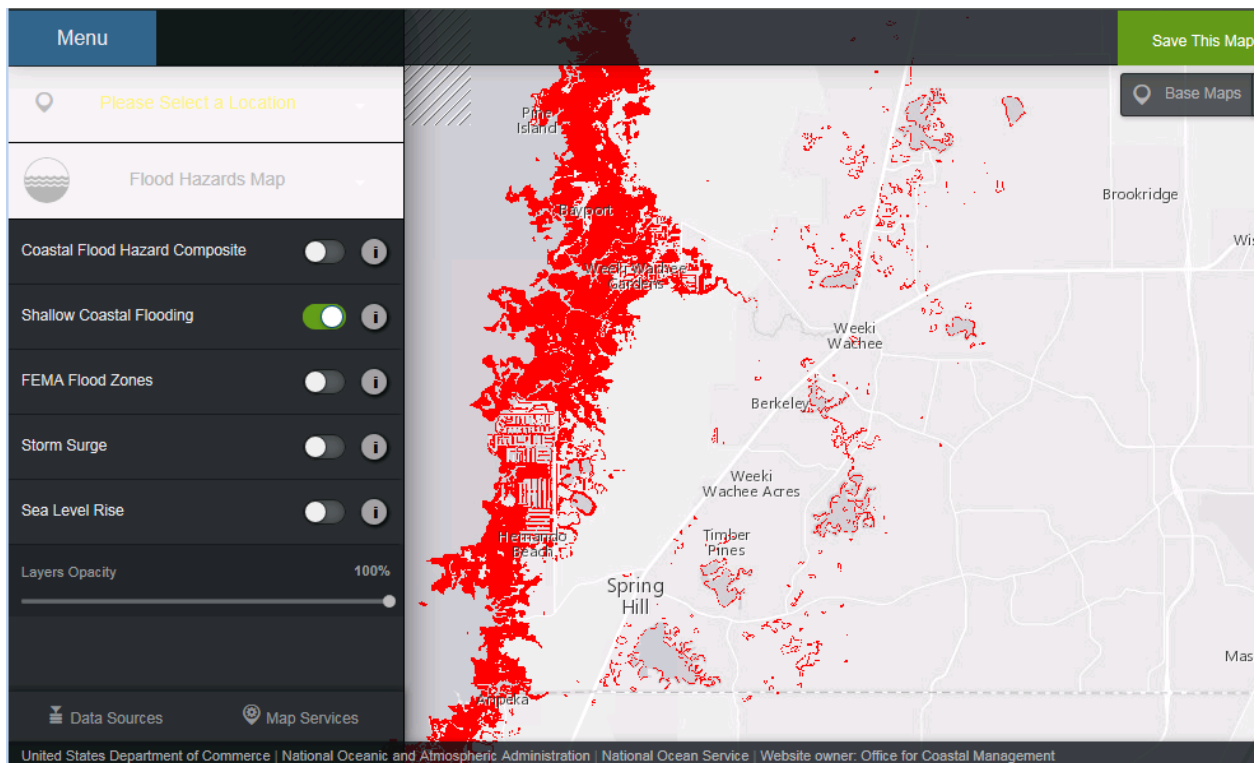 Menu
Save This Map
Please Select a Location
Base Maps
Flood Hazards Map
Coastal Flood Hazard Composite
Shallow Coastal Flooding
FEMA Flood Zones
Storm Surge
Sea Level Rise
Layers Opacity 100%
Data Sources
Map Services
Pine
Island
Bayport
Weeki Wachee
Gardens
Brookridge
Wis
Weeki
Wachee
Berkeley
Weeki
Wachee Acres
Timber
Pines
Hernando
Beach
Spring
Hill
Aripeka
Mas
United States Department of Commerce | National Oceanic and Atmospheric Administration | National Ocean Service | Website owner: Office for Coastal Management